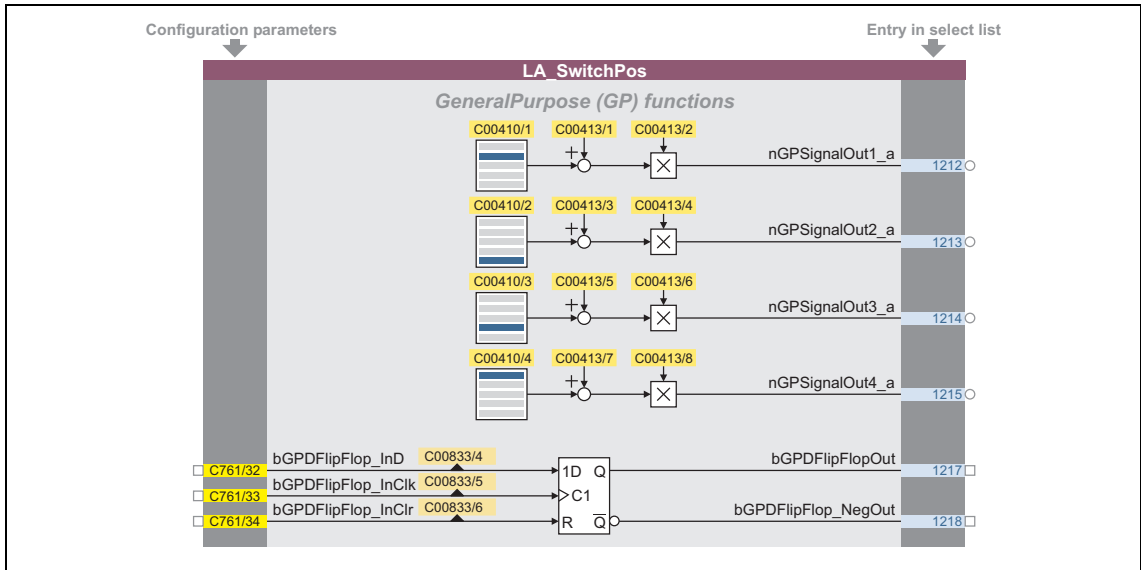 Configuration parameters Entry in select list
LA_SwitchPos
GeneralPurpose (GP) functions
C00410/1 C00413/1 C00413/2
+ × nGPSignalOut1_a 1212
C00410/2 C00413/3 C00413/4
+ × nGPSignalOut2_a 1213
C00410/3 C00413/5 C00413/6
+ × nGPSignalOut3_a 1214
C00410/4 C00413/7 C00413/8
+ × nGPSignalOut4_a 1215
bGPDFlipFlop_InD C00833/4 bGPDFlipFlopOut
C761/32 1D Q 1217
bGPDFlipFlop_InClk C00833/5
C761/33 C1
bGPDFlipFlop_InClr C00833/6 bGPDFlipFlop_NegOut
C761/34 R Q̅ 1218